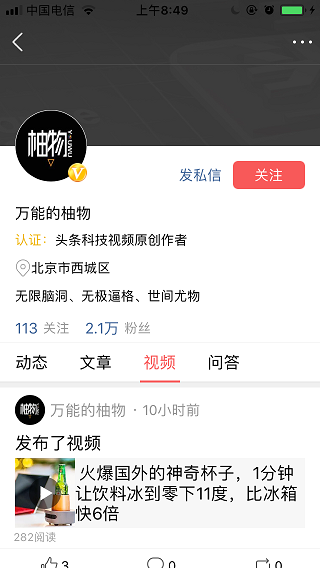 中国电信 上午8:49
柚物
YOUWU
V
发私信 关注
万能的柚物
认证：头条科技视频原创作者
北京市西城区
无限脑洞、无极逼格、世间尤物
113 关注 2.1万 粉丝
动态 文章 视频 问答
柚物 万能的柚物 · 10小时前
发布了视频
火爆国外的神奇杯子，1分钟
让饮料冰到零下11度，比冰箱
快6倍
282阅读
3 0